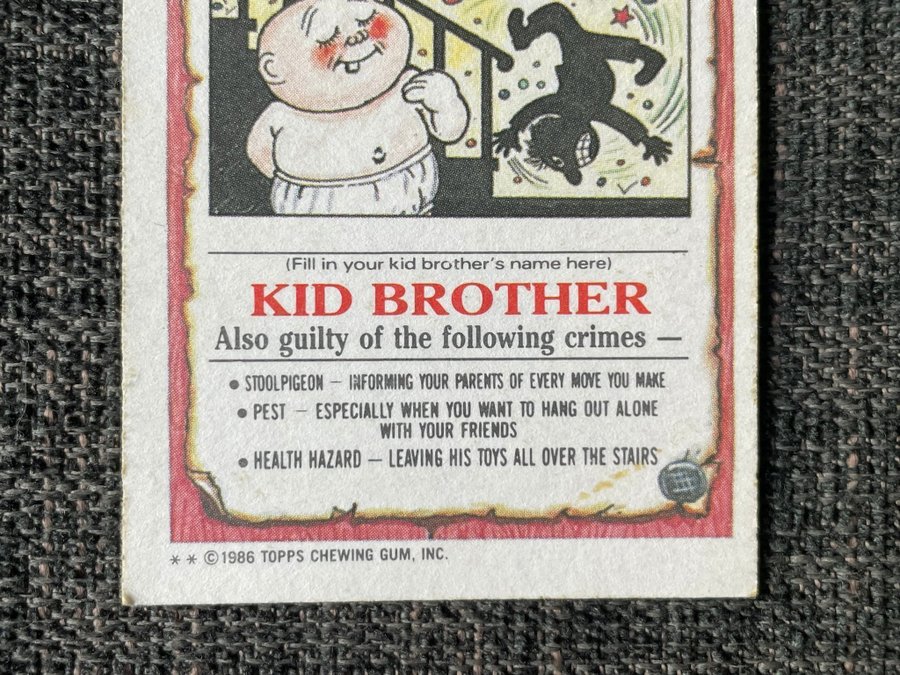 (Fill in your kid brother's name here)
KID BROTHER
Also guilty of the following crimes —
• STOOLPIGEON — INFORMING YOUR PARENTS OF EVERY MOVE YOU MAKE
• PEST — ESPECIALLY WHEN YOU WANT TO HANG OUT ALONE
WITH YOUR FRIENDS
• HEALTH HAZARD — LEAVING HIS TOYS ALL OVER THE STAIRS
* * ©1986 TOPPS CHEWING GUM, INC.